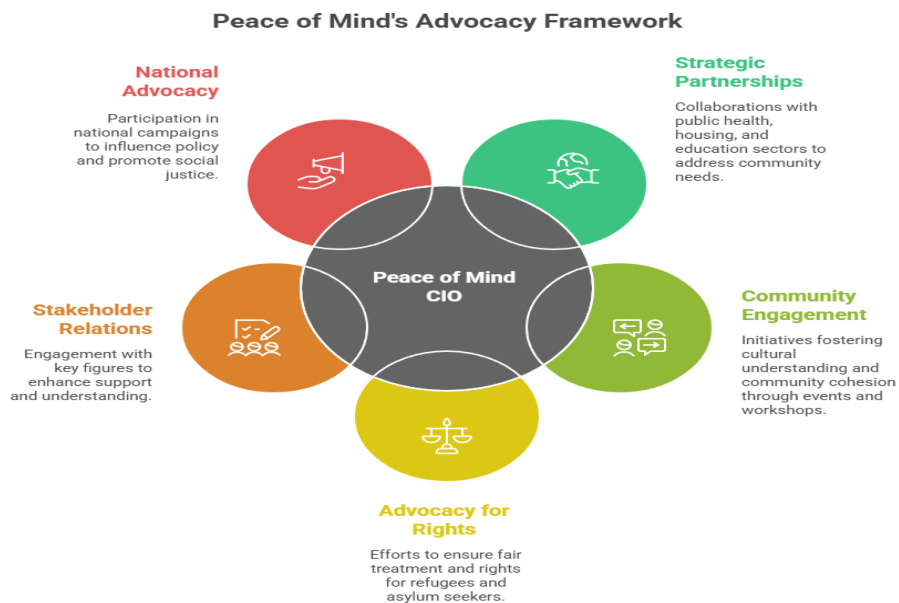 Peace of Mind's Advocacy Framework
National
Advocacy
Participation in
national campaigns
to influence policy
and promote social
justice.
Strategic
Partnerships
Collaborations with
public health,
housing, and
education sectors to
address community
needs.
Peace of Mind
CIO
Stakeholder
Relations
Engagement with
key figures to
enhance support
and understanding.
Community
Engagement
Initiatives fostering
cultural
understanding and
community cohesion
through events and
workshops.
Advocacy for
Rights
Efforts to ensure fair
treatment and rights
for refugees and
asylum seekers.